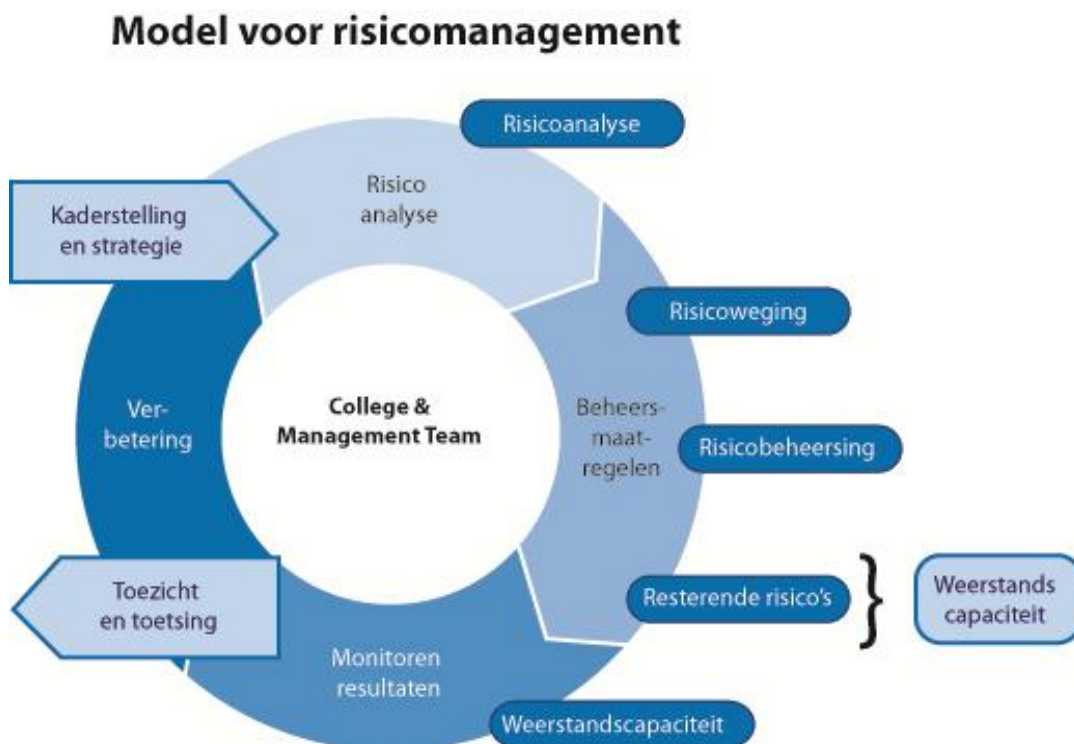 Model voor risicomanagement
Risicoanalyse
Risico
analyse
Kaderstelling
en strategie
Risicoweging
Ver-
betering
College &
Management Team
Beheers-
maat-
regelen
Risicobeheersing
Toezicht
en toetsing
Resterende risico's
}
Weerstands
capaciteit
Monitoren
resultaten
Weerstandscapaciteit